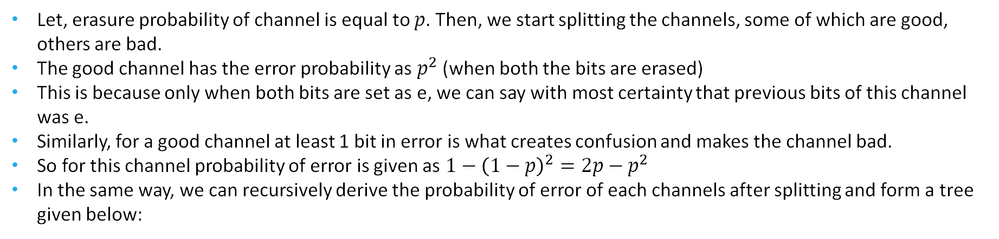 • Let, erasure probability of channel is equal to p. Then, we start splitting the channels, some of which are good,
others are bad.
• The good channel has the error probability as p² (when both the bits are erased)
• This is because only when both bits are set as e, we can say with most certainty that previous bits of this channel
was e.
• Similarly, for a good channel at least 1 bit in error is what creates confusion and makes the channel bad.
• So for this channel probability of error is given as 1 − (1 − p)² = 2p − p²
• In the same way, we can recursively derive the probability of error of each channels after splitting and form a tree
given below: